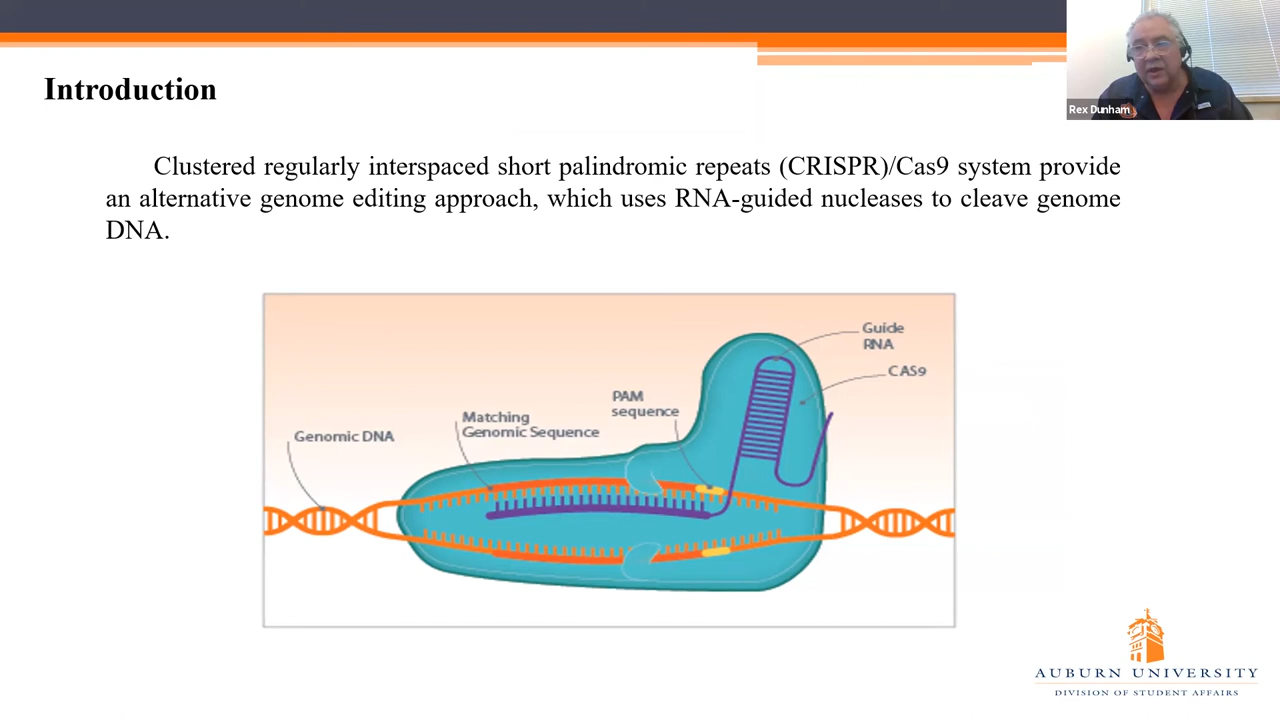 Rex Dunham
Introduction
Clustered regularly interspaced short palindromic repeats (CRISPR)/Cas9 system provide
an alternative genome editing approach, which uses RNA-guided nucleases to cleave genome
DNA.
Guide
RNA
CAS9
PAM
sequence
Matching
Genomic Sequence
Genomic DNA
AUBURN UNIVERSITY
DIVISION OF STUDENT AFFAIRS